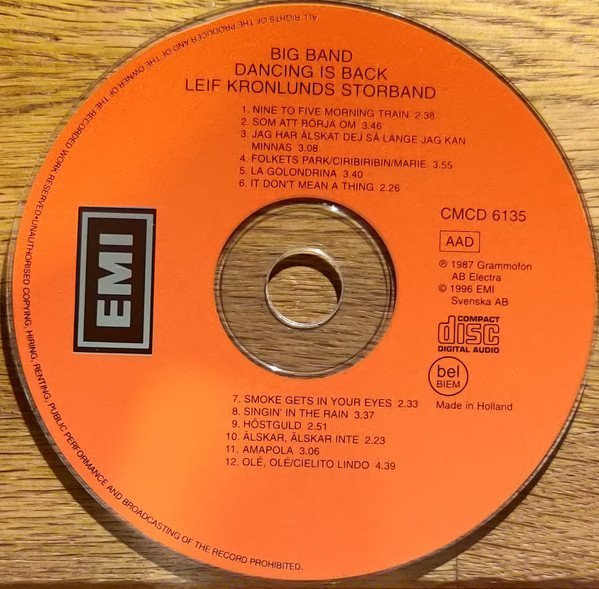 BIG BAND
DANCING IS BACK
LEIF KRONLUNDS STORBAND
1. NINE TO FIVE MORNING TRAIN 2.38
2. SOM ATT BÖRJA OM 3.46
3. JAG HAR ÄLSKAT DEJ SÅ LÄNGE JAG KAN
MINNAS 3.08
4. FOLKETS PARK/CIRIBIRIBIN/MARIE 3.55
5. LA GOLONDRINA 3.40
6. IT DON'T MEAN A THING 2.26
EMI
CMCD 6135
AAD
℗ 1987 Grammofon
AB Electra
© 1996 EMI
Svenska AB
COMPACT
disc
DIGITAL AUDIO
bel
BIEM
Made in Holland
7. SMOKE GETS IN YOUR EYES 2.33
8. SINGIN' IN THE RAIN 3.37
9. HÖSTGULD 2.51
10. ÄLSKAR, ÄLSKAR INTE 2.23
11. AMAPOLA 3.06
12. OLÉ, OLÉ/CIELITO LINDO 4.39
ALL RIGHTS OF THE PRODUCER AND OF THE OWNER OF THE RECORDED WORK RESERVED•UNAUTHORISED COPYING, HIRING, RENTING, PUBLIC PERFORMANCE AND BROADCASTING OF THE RECORD PROHIBITED.